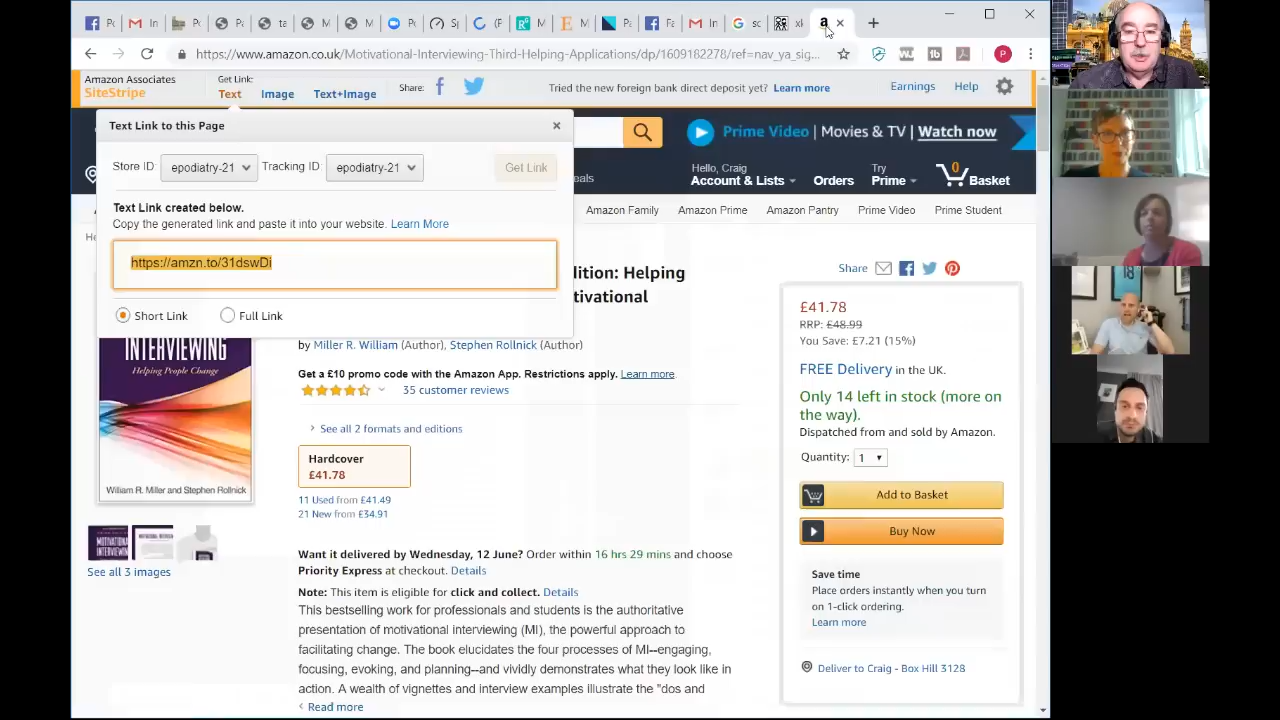 https://www.amazon.co.uk/M al-In ing-Third-Helping-Applicatio /dp/1609182278/ref=nav_ya_s
Amazon Associates
SiteStripe
Get Link:
Text
Image
Share:
Tried the new foreign bank direct deposit yet? Learn more
Earnings
Help
Text Link to this Page
Prime Video | Movies & TV | Watch now
Store ID:
epodiatry-21
Tracking ID:
epodiatry-21
Get Link
Hello, Craig
Account & Lists
Orders
Try
Prime
0
Basket
Text Link created below.
Copy the generated link and paste it into your website. Learn More
Amazon Family
Amazon Prime
Amazon Pantry
Prime Video
Prime Student
https://amzn.to/31dswDi
dition: Helping
tivational
Share
Short Link
Full Link
£41.78
RRP: £48.99
You Save: £7.21 (15%)
FREE Delivery in the UK.
Only 14 left in stock (more on
the way).
Dispatched from and sold by Amazon.
Quantity: 1
Add to Basket
Buy Now
Save time
Place orders instantly when you turn
on 1-click ordering.
Learn more
Deliver to Craig - Box Hill 3128
INTERVIEWING
Helping People Change
William R. Miller and Stephen Rollnick
See all 3 images
by Miller R. William (Author), Stephen Rollnick (Author)
Get a £10 promo code with the Amazon App. Restrictions apply. Learn more.
35 customer reviews
See all 2 formats and editions
Hardcover
£41.78
11 Used from £41.49
21 New from £34.91
Want it delivered by Wednesday, 12 June? Order within 16 hrs 29 mins and choose
Priority Express at checkout. Details
Note: This item is eligible for click and collect. Details
This bestselling work for professionals and students is the authoritative
presentation of motivational interviewing (MI), the powerful approach to
facilitating change. The book elucidates the four processes of MI--engaging,
focusing, evoking, and planning--and vividly demonstrates what they look like in
action. A wealth of vignettes and interview examples illustrate the "dos and
Read more